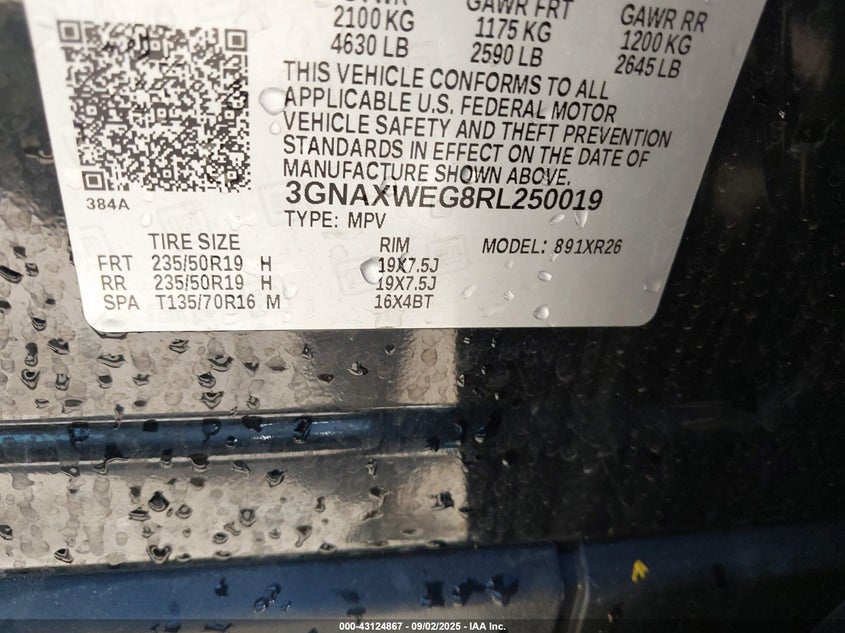 GAWR FRT
GAWR RR
2100 KG
1175 KG
1200 KG
4630 LB
2590 LB
2645 LB
THIS VEHICLE CONFORMS TO ALL
APPLICABLE U.S. FEDERAL MOTOR
VEHICLE SAFETY AND THEFT PREVENTION
STANDARDS IN EFFECT ON THE DATE OF
MANUFACTURE SHOWN ABOVE.
384A
3GNAXWEG8RL250019
TYPE: MPV
TIRE SIZE RIM MODEL: 891XR26
FRT 235/50R19 H 19X7.5J
RR 235/50R19 H 19X7.5J
SPA T135/70R16 M 16X4BT
000-43124867 - 09/02/2025 - IAA Inc.